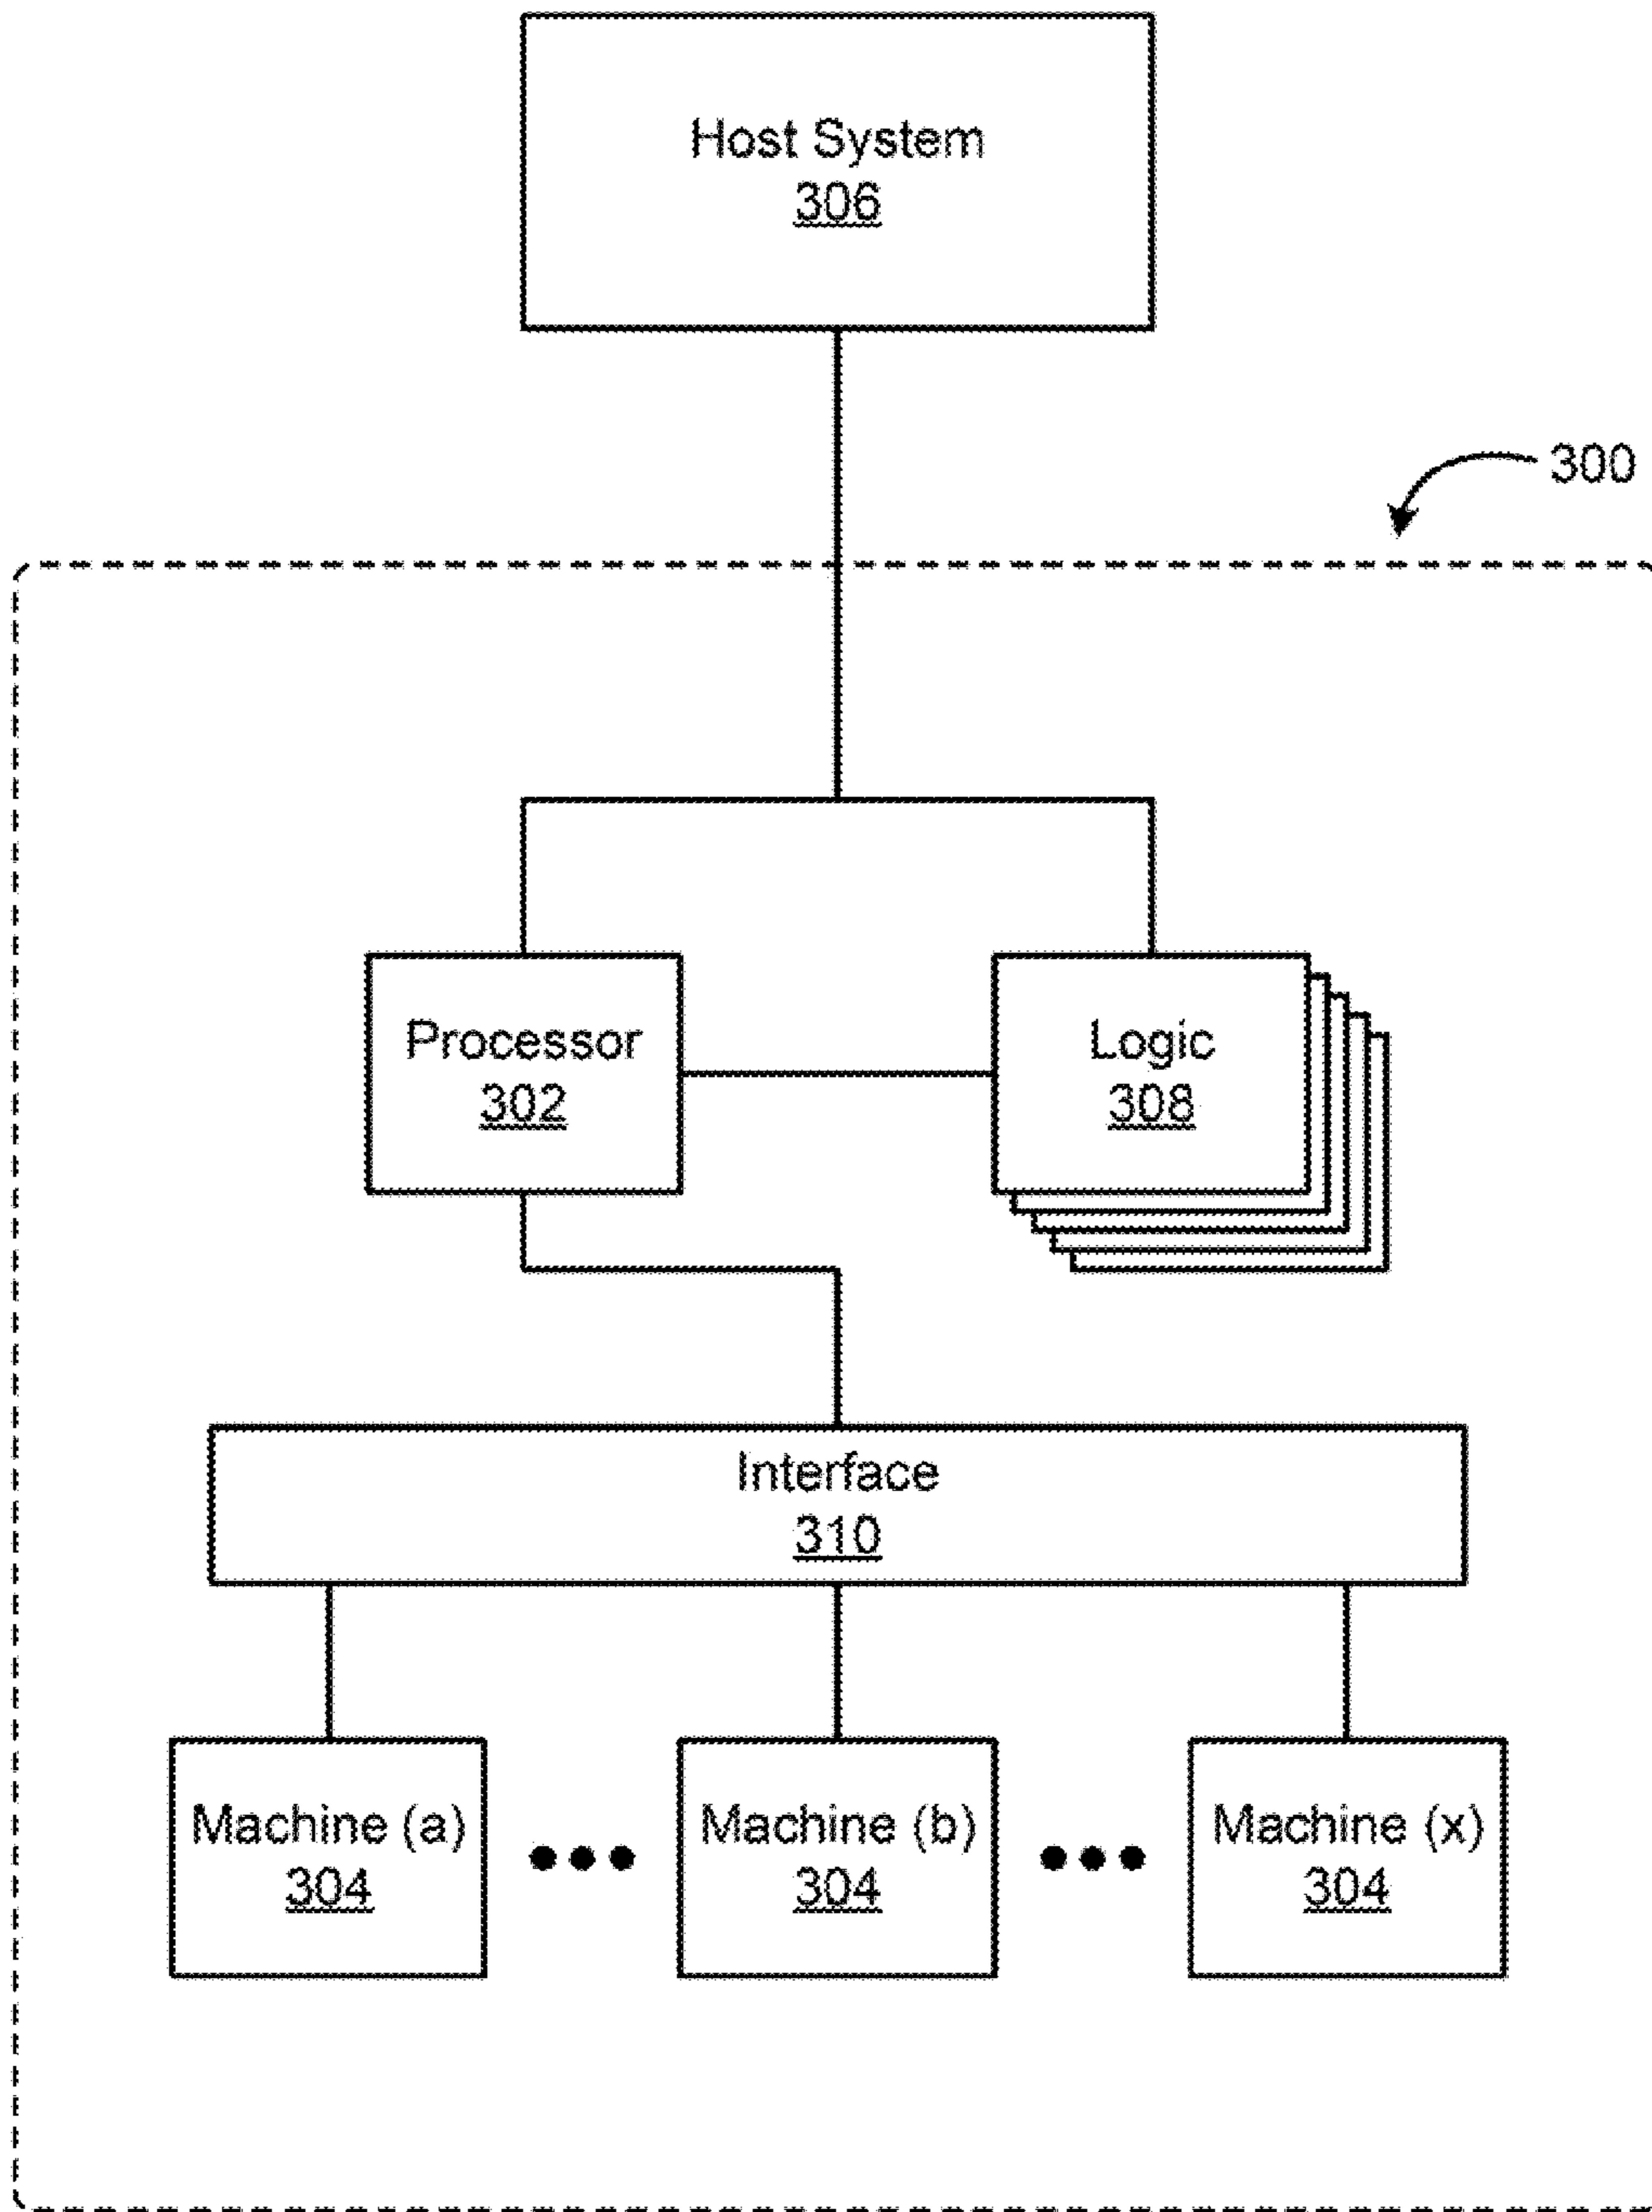 Host System
306
300
Processor
302
Logic
308
Interface
310
Machine (a)
304
Machine (b)
304
Machine (x)
304